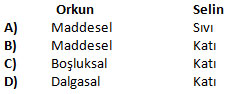 Orkun Selin
A) Maddesel Sıvı
B) Maddesel Katı
C) Boşluksal Katı
D) Dalgasal Katı